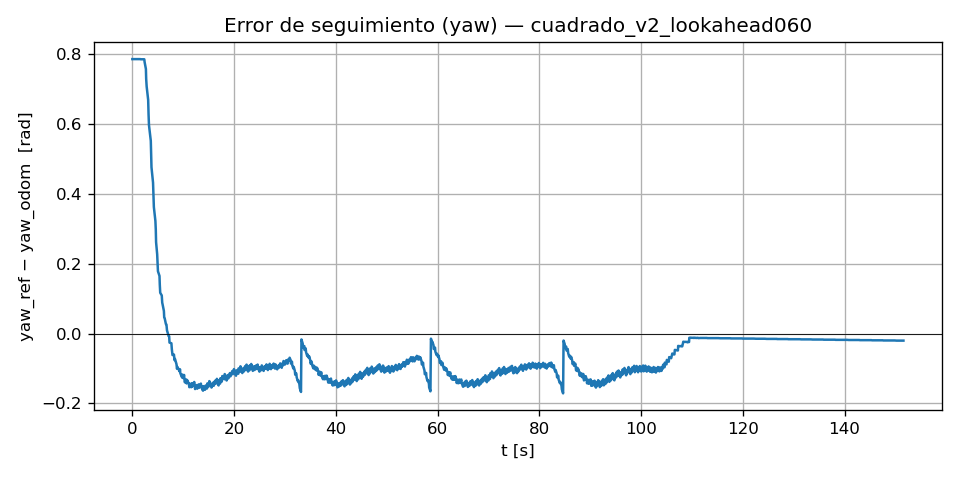 Error de seguimiento (yaw) — cuadrado_v2_lookahead060
yaw_ref − yaw_odom [rad]
0.8
0.6
0.4
0.2
0.0
−0.2
0 20 40 60 80 100 120 140
t [s]